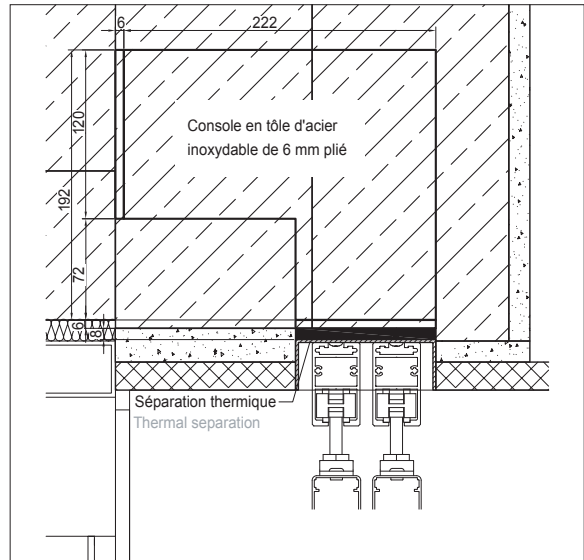 6 222
120
192
72
6
8
Console en tôle d'acier
inoxydable de 6 mm plié
Séparation thermique
Thermal separation